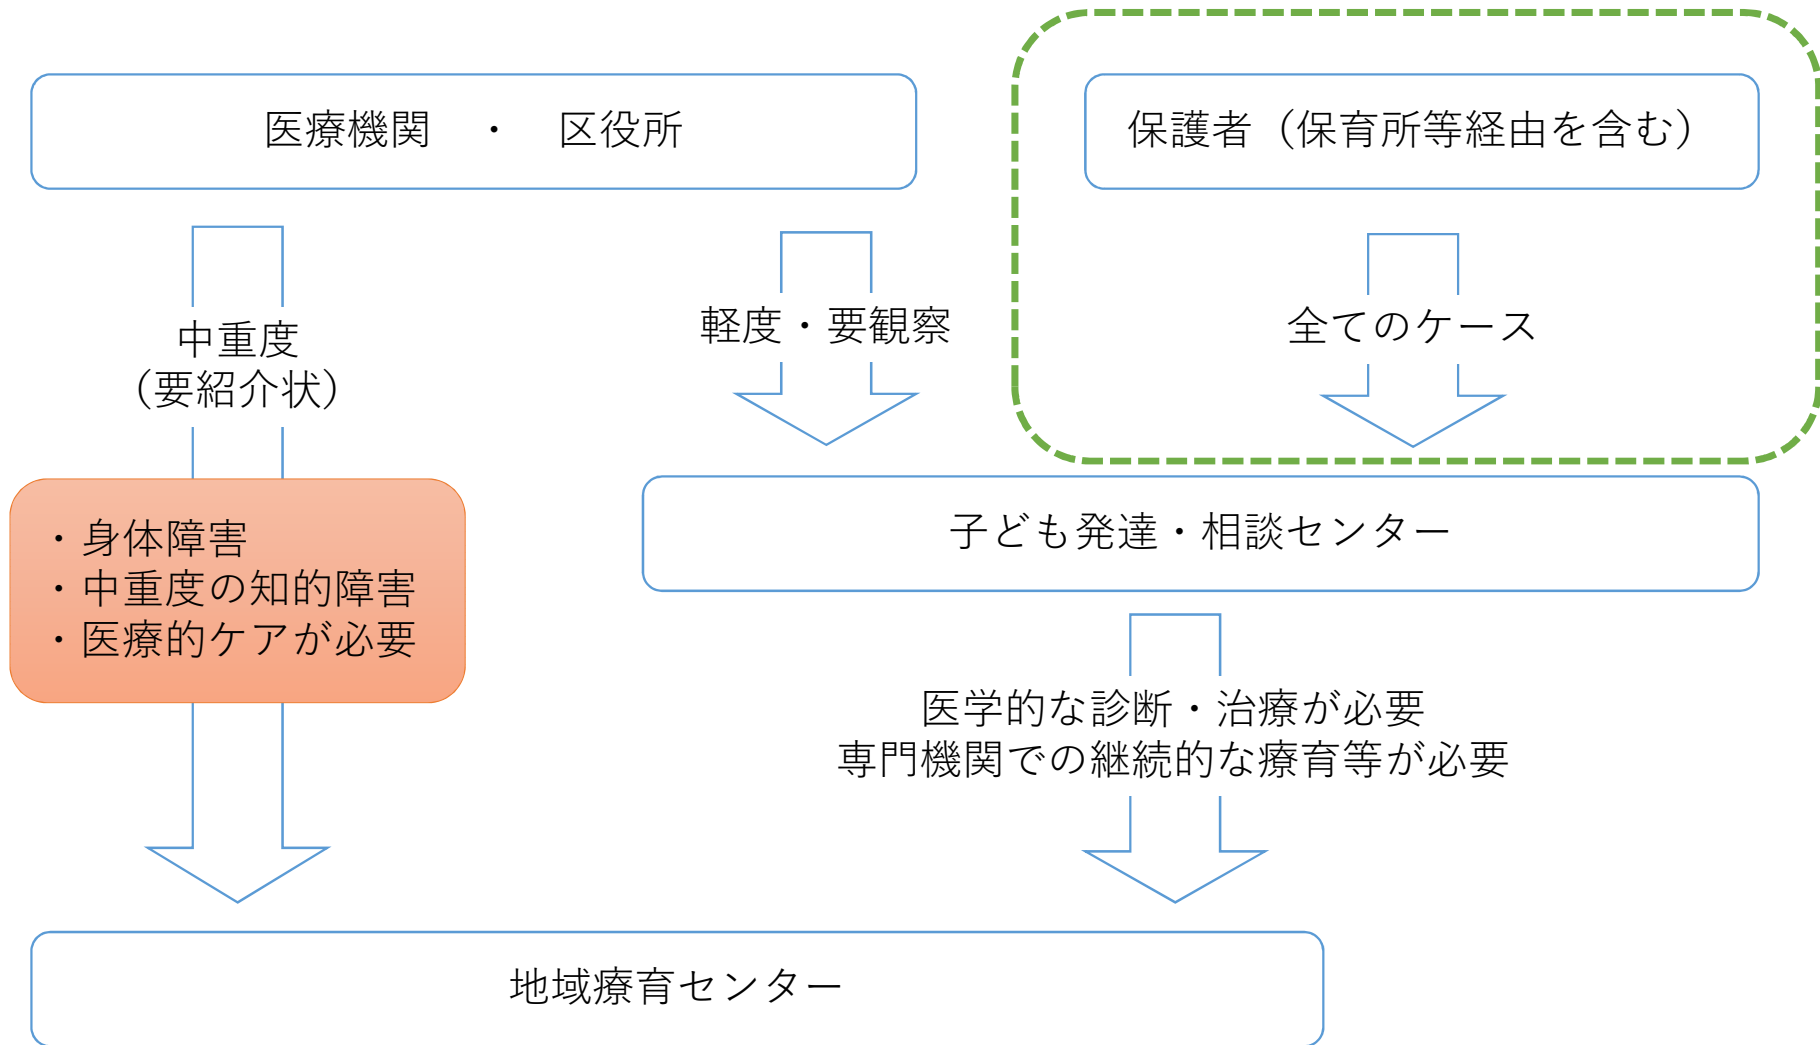 医療機関　・　区役所
保護者（保育所等経由を含む）
中重度
（要紹介状）
軽度・要観察
全てのケース
・身体障害
・中重度の知的障害
・医療的ケアが必要
子ども発達・相談センター
医学的な診断・治療が必要
専門機関での継続的な療育等が必要
地域療育センター